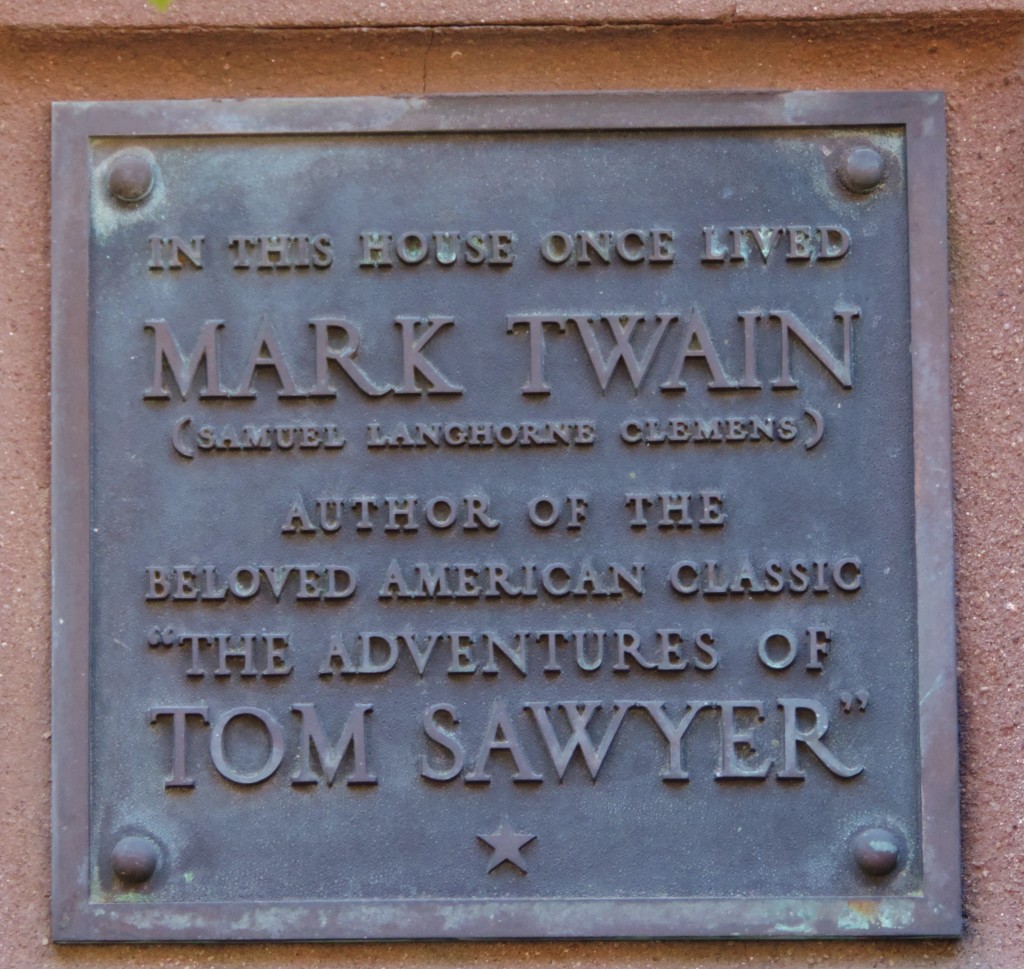 IN THIS HOUSE ONCE LIVED
MARK TWAIN
(SAMUEL LANGHORNE CLEMENS)
AUTHOR OF THE
BELOVED AMERICAN CLASSIC
“THE ADVENTURES OF
TOM SAWYER”